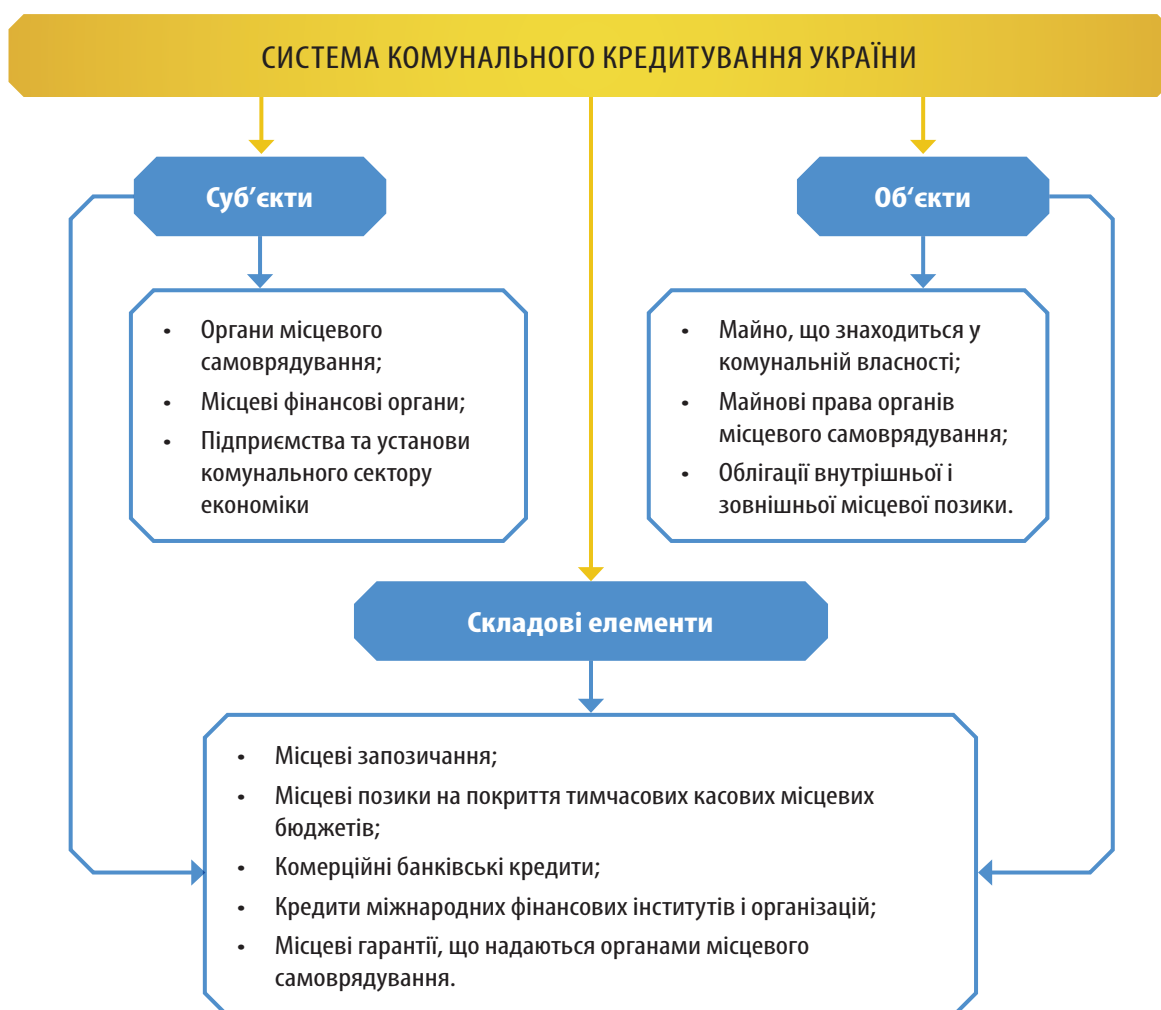 СИСТЕМА КОМУНАЛЬНОГО КРЕДИТУВАННЯ УКРАЇНИ
Суб’єкти
• Органи місцевого
самоврядування;
• Місцеві фінансові органи;
• Підприємства та установи
комунального сектору
економіки
Об‘єкти
• Майно, що знаходиться у
комунальній власності;
• Майнові права органів
місцевого самоврядування;
• Облігації внутрішньої і
зовнішньої місцевої позики.
Складові елементи
• Місцеві запозичання;
• Місцеві позики на покриття тимчасових касових місцевих
бюджетів;
• Комерційні банківські кредити;
• Кредити міжнародних фінансових інститутів і організацій;
• Місцеві гарантії, що надаються органами місцевого
самоврядування.